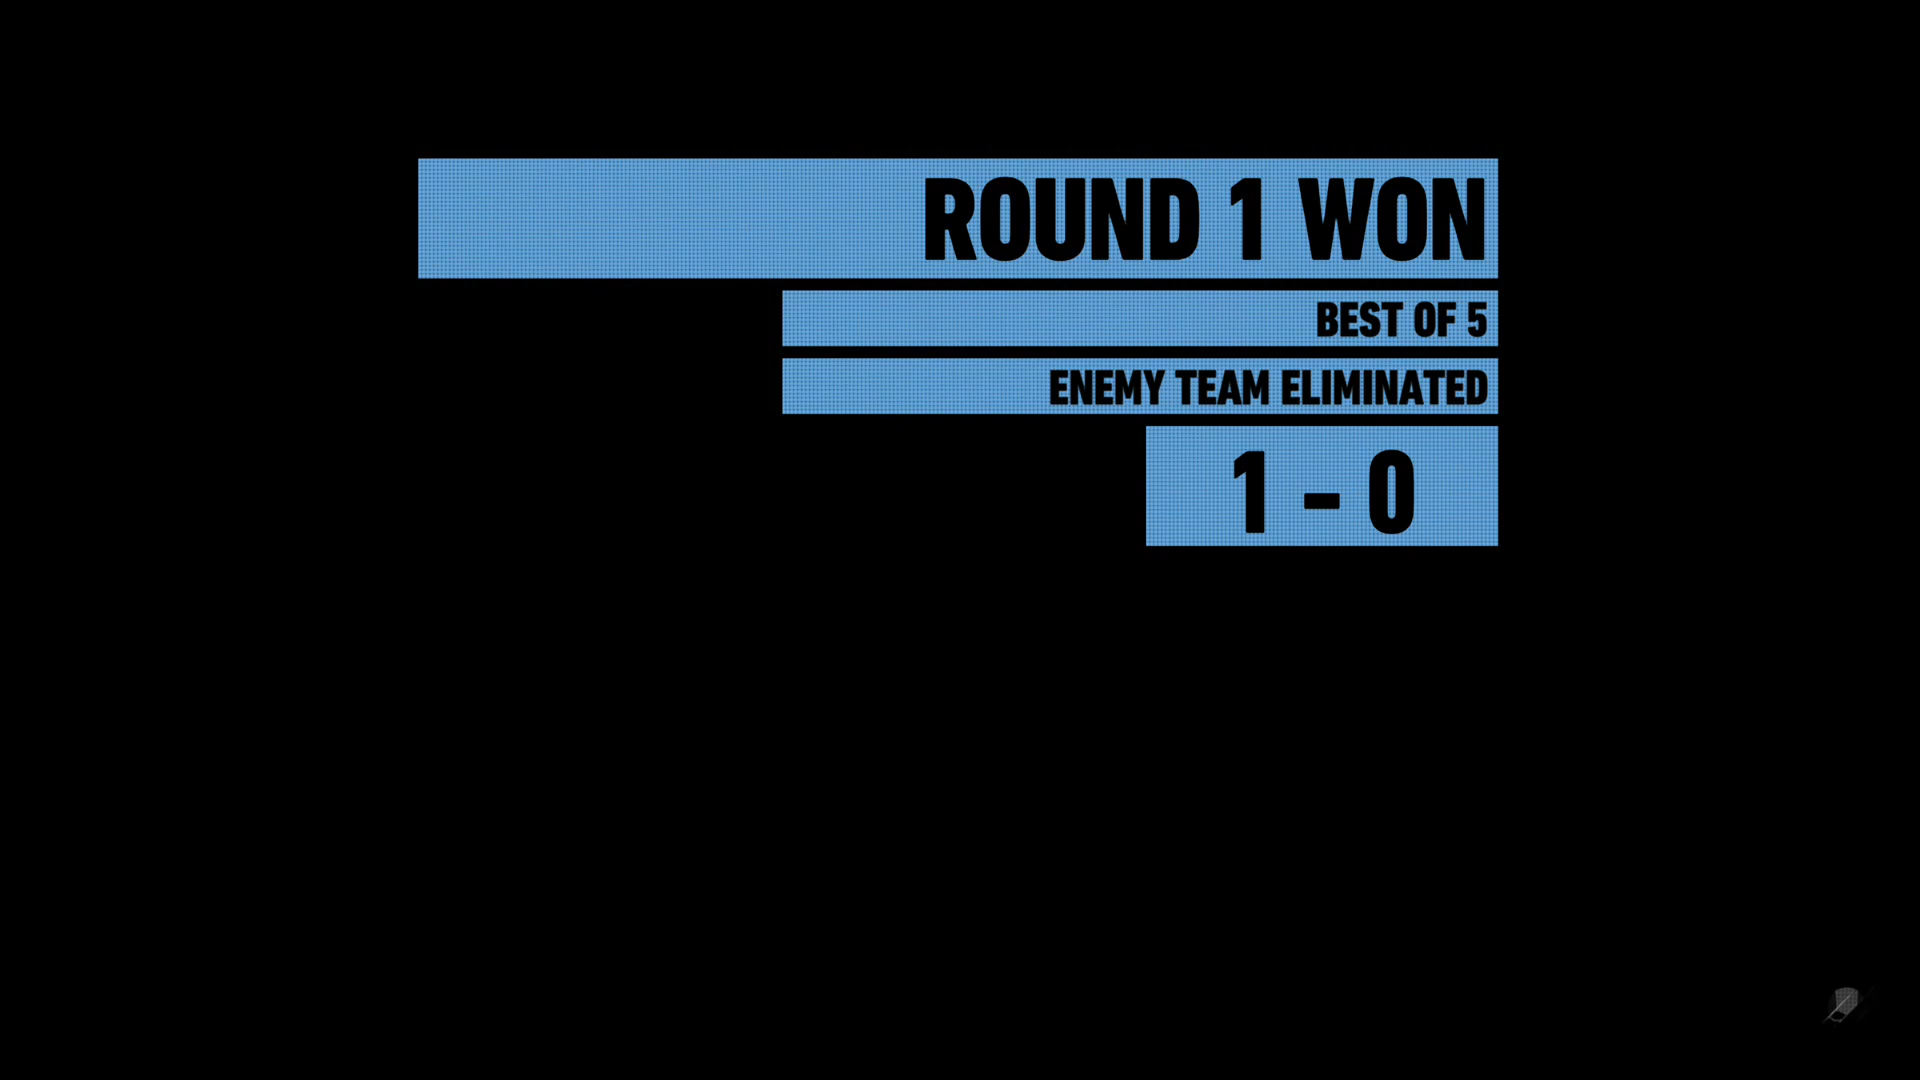 ROUND 1 WON
BEST OF 5
ENEMY TEAM ELIMINATED
1 - 0